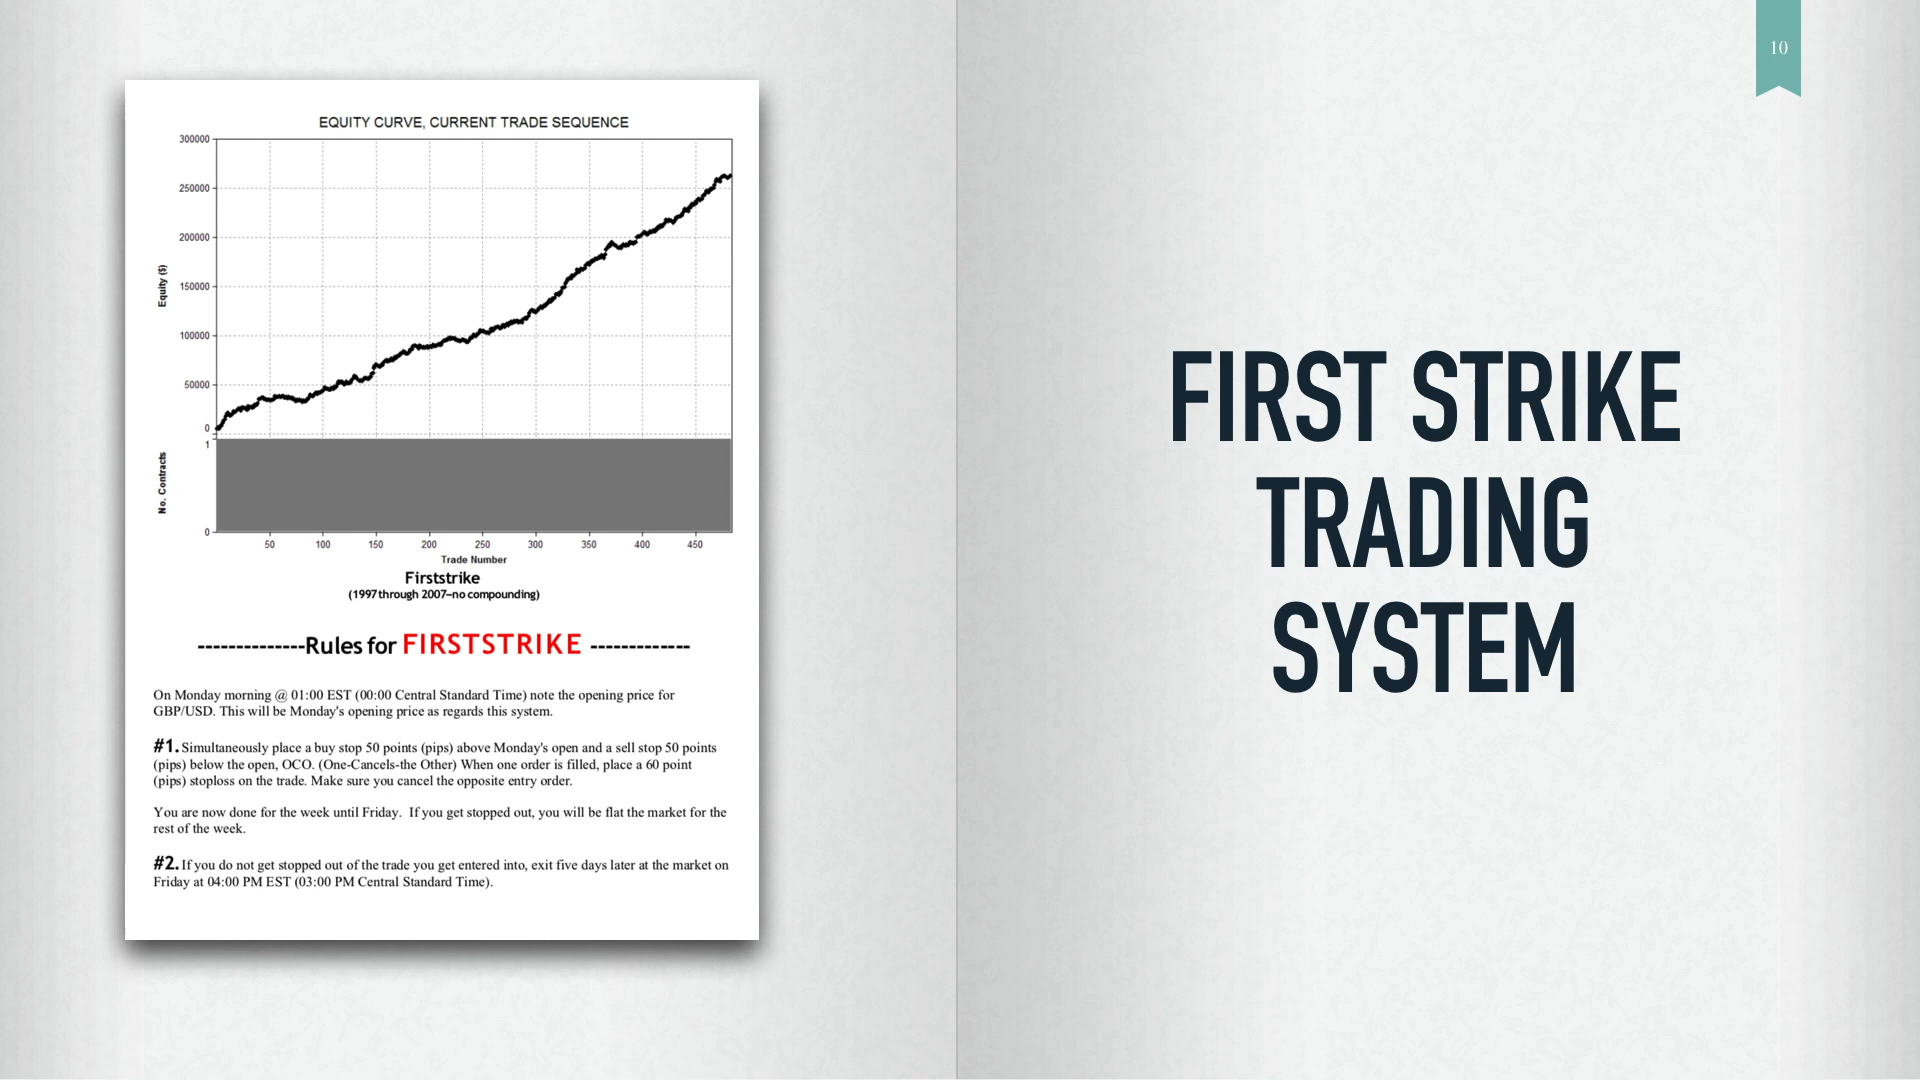 10
EQUITY CURVE, CURRENT TRADE SEQUENCE
300000
250000
200000
150000
100000
50000
0
Equity ($)
1
0
No. Contracts
50 100 150 200 250 300 350 400 450
Trade Number
Firststrike
(1997 through 2007–no compounding)
--------------Rules for FIRSTSTRIKE -------------
On Monday morning @ 01:00 EST (00:00 Central Standard Time) note the opening price for
GBP/USD. This will be Monday's opening price as regards this system.
#1. Simultaneously place a buy stop 50 points (pips) above Monday's open and a sell stop 50 points
(pips) below the open, OCO. (One-Cancels-the Other) When one order is filled, place a 60 point
(pips) stoploss on the trade. Make sure you cancel the opposite entry order.
You are now done for the week until Friday.  If you get stopped out, you will be flat the market for the
rest of the week.
#2. If you do not get stopped out of the trade you get entered into, exit five days later at the market on
Friday at 04:00 PM EST (03:00 PM Central Standard Time).
FIRST STRIKE
TRADING
SYSTEM